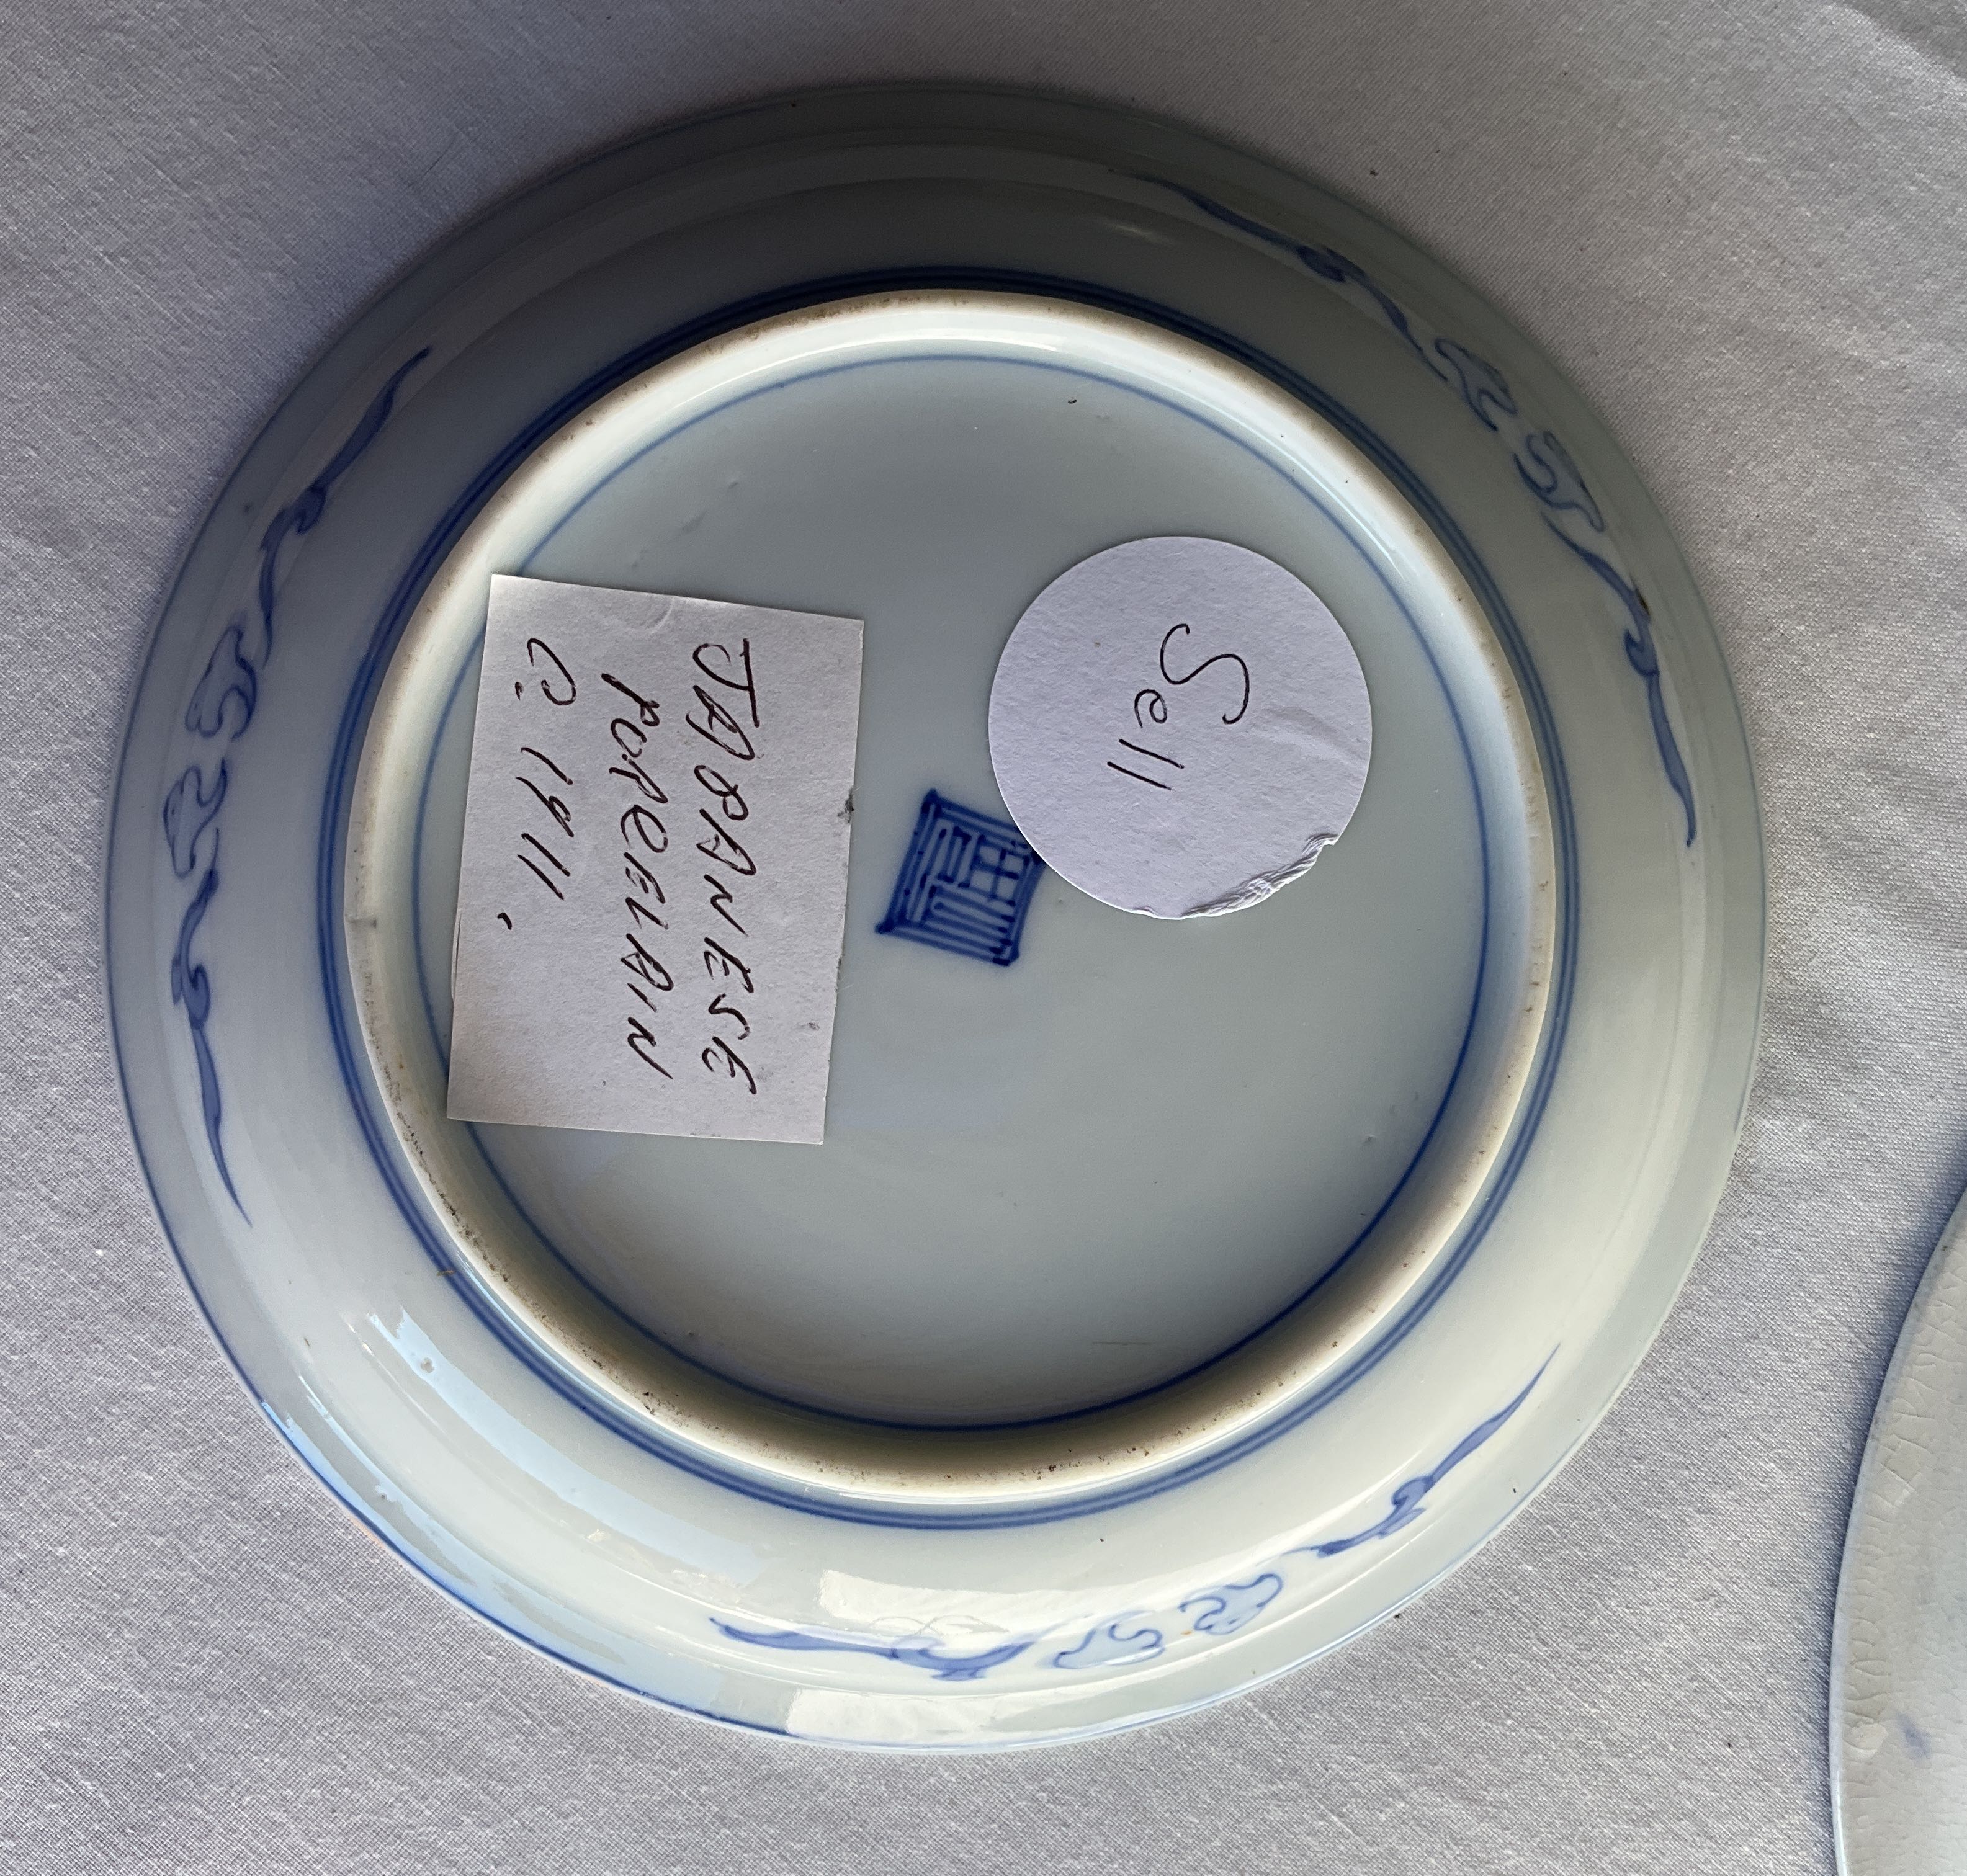 Sell
JAPANESE
PORCELAIN
C. 1911.